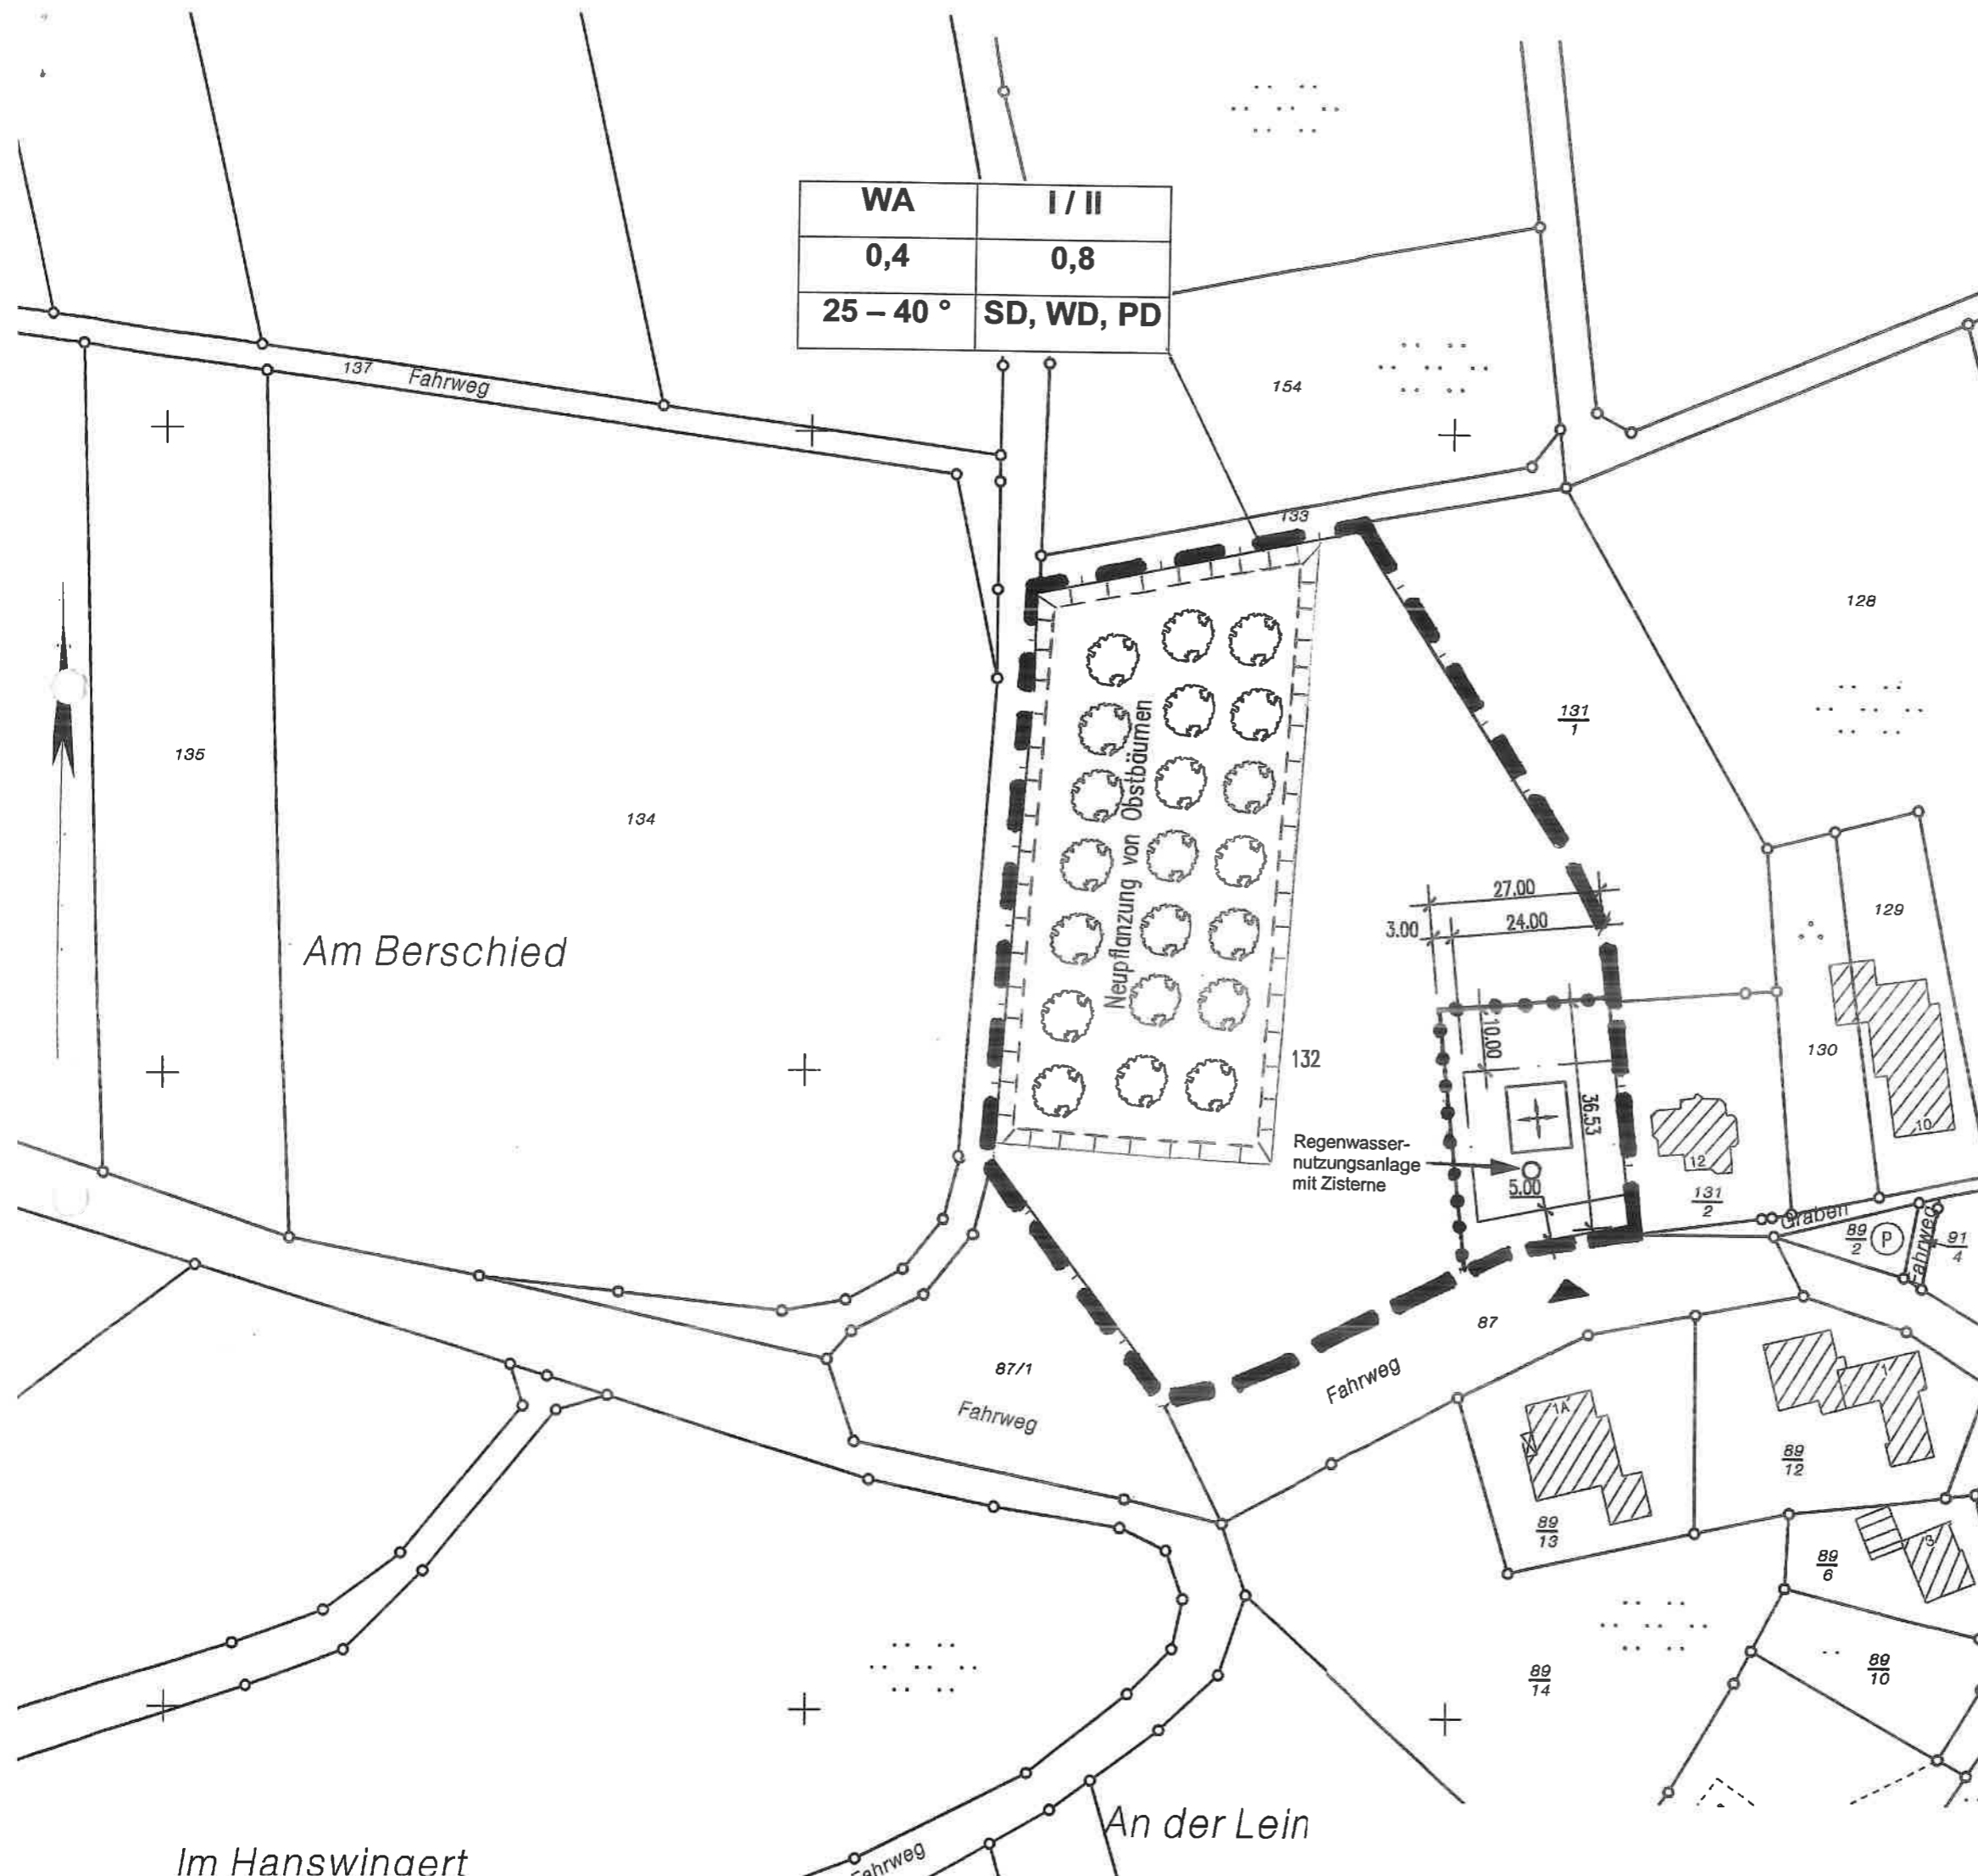 WA I / II
0,4 0,8
25 – 40 ° SD, WD, PD
137 Fahrweg
154
133
128
131
1
135
134
Neupflanzung von Obstbäumen
27.00
3.00
24.00
129
Am Berschied
10.00
130
132
36.53
10
Regenwasser-
nutzungsanlage
mit Zisterne
5.00
12
131
2
Graben
89
2
P
Fahrweg
91
4
87
87/1
Fahrweg
Fahrweg
1A
1
89
12
89
13
3
89
6
89
14
89
10
An der Lein
Im Hanswingert
Fahrweg